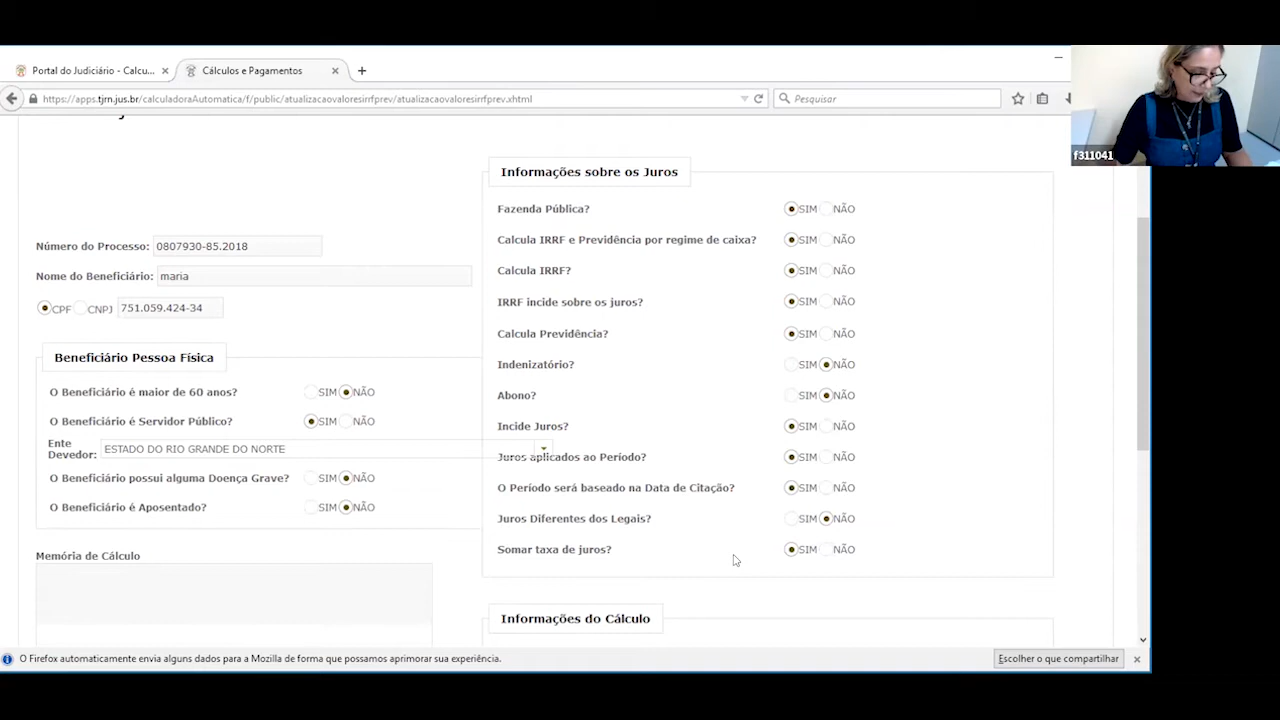 Portal do Judiciário - Calcu...
Cálculos e Pagamentos
https://apps.tjrn.jus.br/calculadoraAutomatica/f/public/atualizacaovaloresirrfprev/atualizacaovaloresirrfprev.xhtml
Pesquisar
f311041
Número do Processo: 0807930-85.2018
Nome do Beneficiário: maria
CPF CNPJ 751.059.424-34
Beneficiário Pessoa Física
O Beneficiário é maior de 60 anos? SIM NÃO
O Beneficiário é Servidor Público? SIM NÃO
Ente
Devedor: ESTADO DO RIO GRANDE DO NORTE
O Beneficiário possui alguma Doença Grave? SIM NÃO
O Beneficiário é Aposentado? SIM NÃO
Memória de Cálculo
Informações sobre os Juros
Fazenda Pública? SIM NÃO
Calcula IRRF e Previdência por regime de caixa? SIM NÃO
Calcula IRRF? SIM NÃO
IRRF incide sobre os juros? SIM NÃO
Calcula Previdência? SIM NÃO
Indenizatório? SIM NÃO
Abono? SIM NÃO
Incide Juros? SIM NÃO
Juros aplicados ao Período? SIM NÃO
O Período será baseado na Data de Citação? SIM NÃO
Juros Diferentes dos Legais? SIM NÃO
Somar taxa de juros? SIM NÃO
Informações do Cálculo
O Firefox automaticamente envia alguns dados para a Mozilla de forma que possamos aprimorar sua experiência.
Escolher o que compartilhar